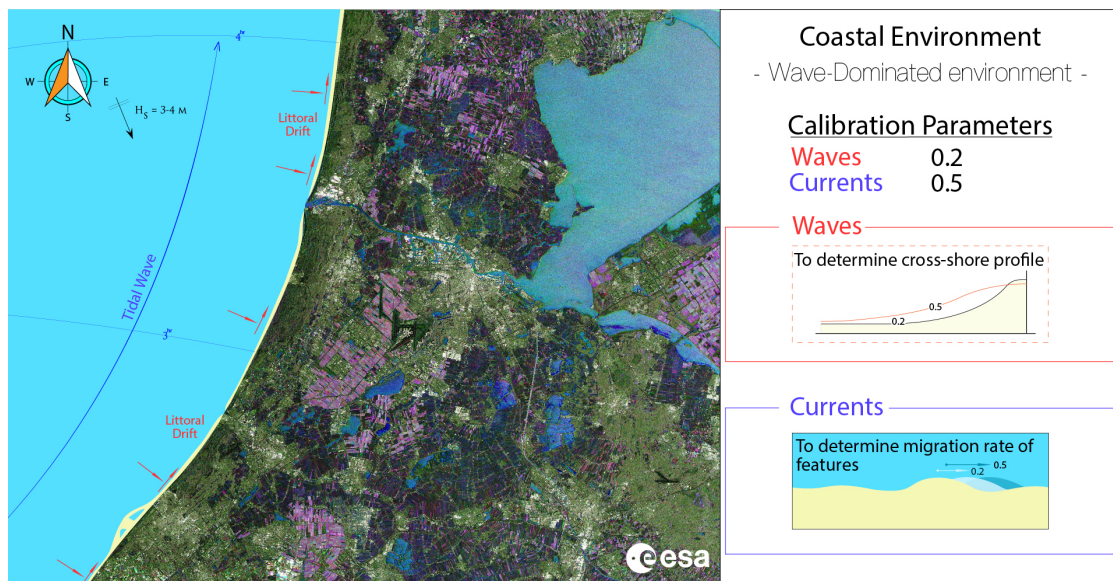 N
W
E
S
H_s = 3-4 м
4ʰʳ
Littoral
Drift
Tidal Wave
3ʰʳ
Littoral
Drift
esa
Coastal Environment
- Wave-Dominated environment -
Calibration Parameters
Waves 0.2
Currents 0.5
Waves
To determine cross-shore profile
0.5
0.2
Currents
To determine migration rate of
features
0.5
0.2